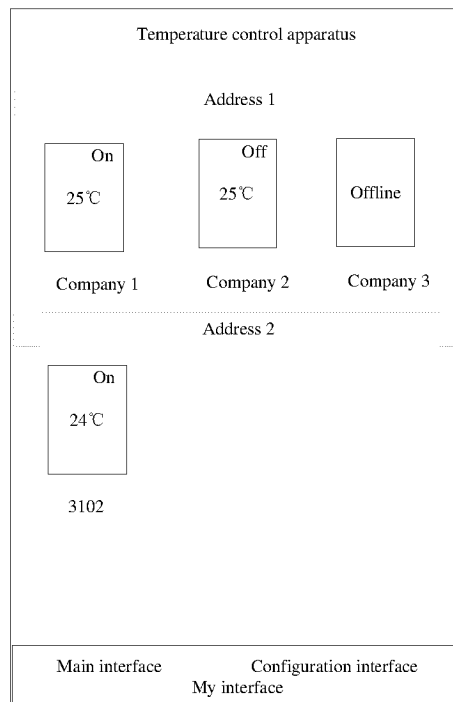 Temperature control apparatus
Address 1
On
Off
25℃
25℃
Offline
Company 1
Company 2
Company 3
Address 2
On
24℃
3102
Main interface
Configuration interface
My interface